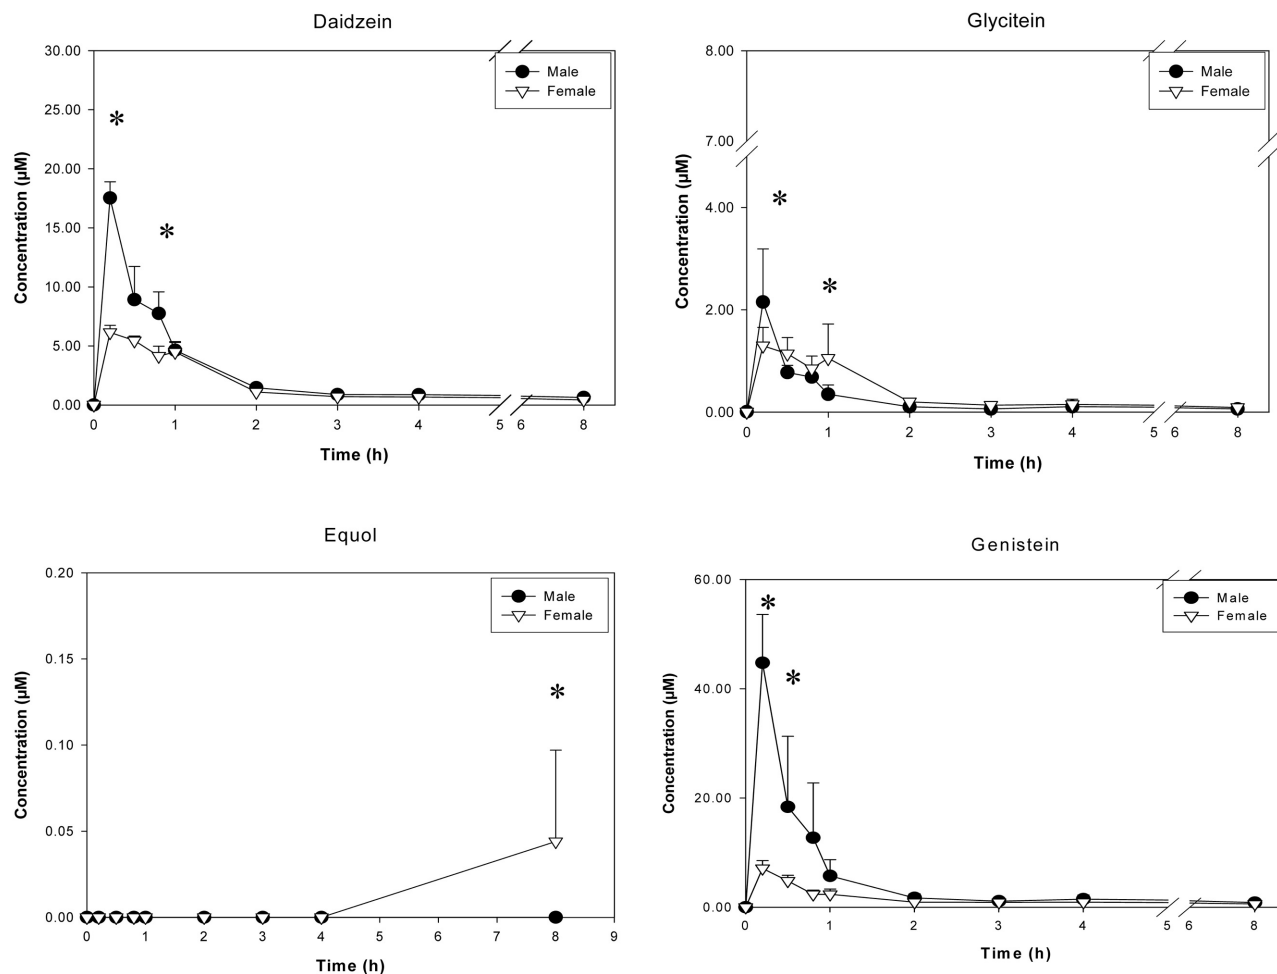 Daidzein
30.00
25.00
20.00
15.00
10.00
5.00
0.00
Concentration (µM)
*
*
Male
Female
0 1 2 3 4 5 6 8
Time (h)
Glycitein
8.00
7.00
4.00
2.00
0.00
Concentration (µM)
*
*
Male
Female
0 1 2 3 4 5 6 8
Time (h)
Equol
0.20
0.15
0.10
0.05
0.00
Concentration (µM)
*
Male
Female
0 1 2 3 4 5 6 7 8 9
Time (h)
Genistein
60.00
40.00
20.00
0.00
Concentration (µM)
*
*
Male
Female
0 1 2 3 4 5 6 8
Time (h)